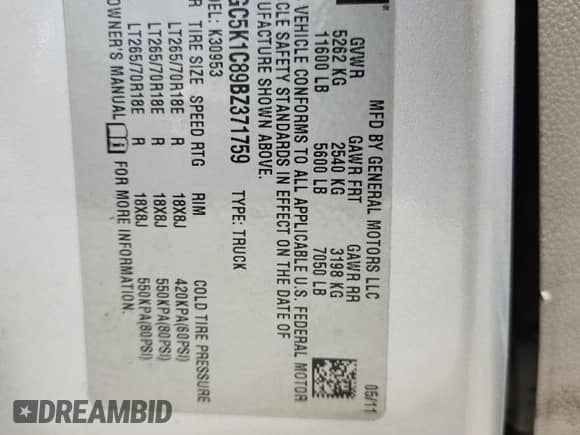 MFD BY GENERAL MOTORS LLC
05/11
GVWR GAWR FRT GAWR RR
5262 KG 2540 KG 3198 KG
11600 LB 5600 LB 7050 LB
VEHICLE CONFORMS TO ALL APPLICABLE U.S. FEDERAL MOTOR
CLE SAFETY STANDARDS IN EFFECT ON THE DATE OF
UFACTURE SHOWN ABOVE.
GC5K1C89BZ371759 TYPE: TRUCK
DEL: K30953
TIRE SIZE SPEED RTG RIM COLD TIRE PRESSURE
LT265/70R18E R 18X8J 420KPA(60PSI)
LT265/70R18E R 18X8J 550KPA(80PSI)
LT265/70R18E R 18X8J 550KPA(80PSI)
OWNER'S MANUAL FOR MORE INFORMATION.
DREAMBID